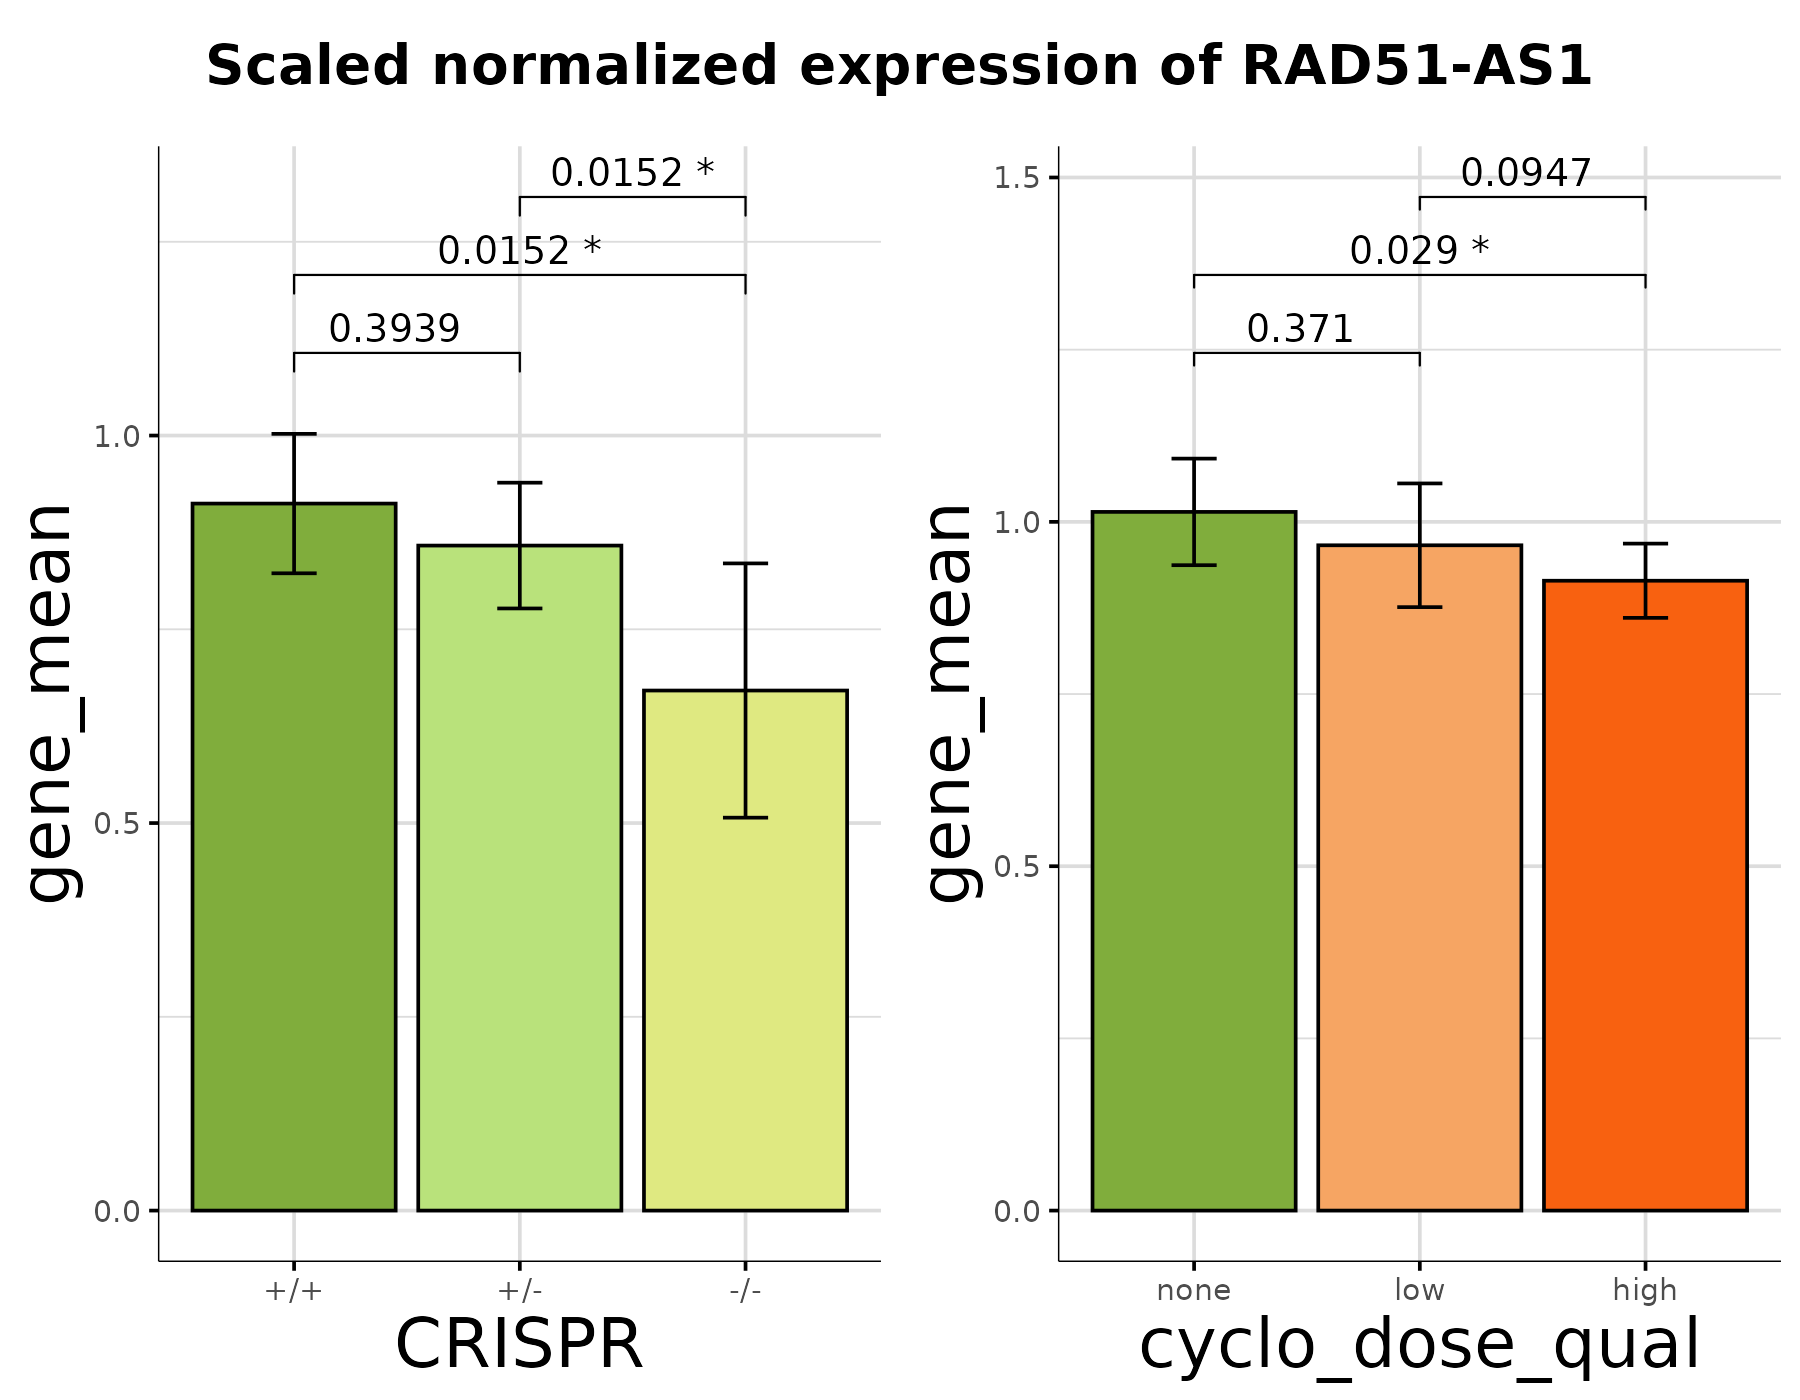 Scaled normalized expression of RAD51-AS1
0.0152 *
0.0152 *
0.3939
1.0
0.5
0.0
gene_mean
+/+ +/- -/-
CRISPR
0.0947
0.029 *
0.371
1.5
1.0
0.5
0.0
gene_mean
none low high
cyclo_dose_qual